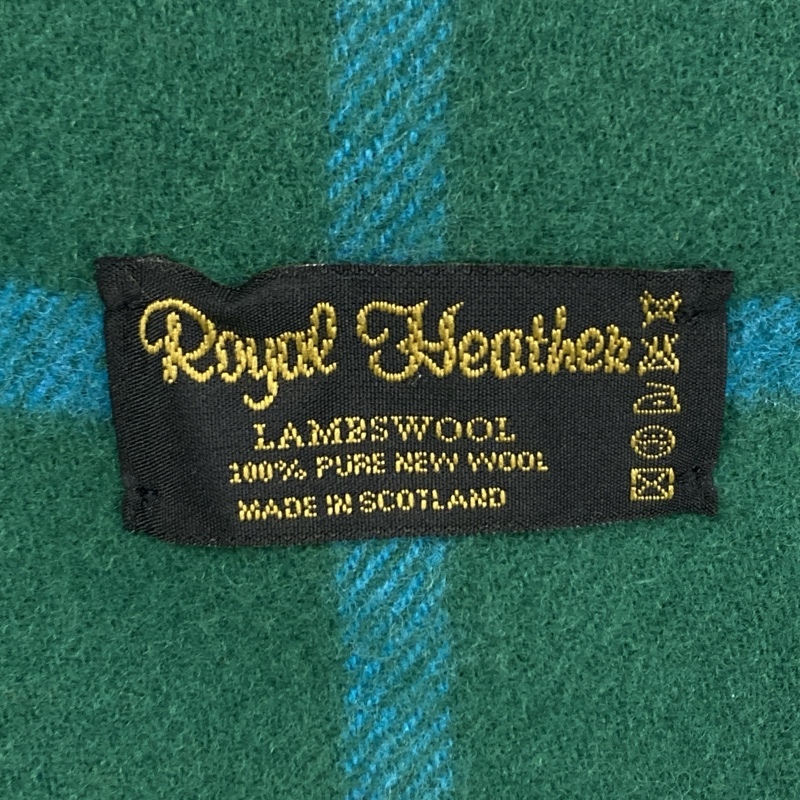 Royal Heather
LAMBSWOOL
100% PURE NEW WOOL
MADE IN SCOTLAND